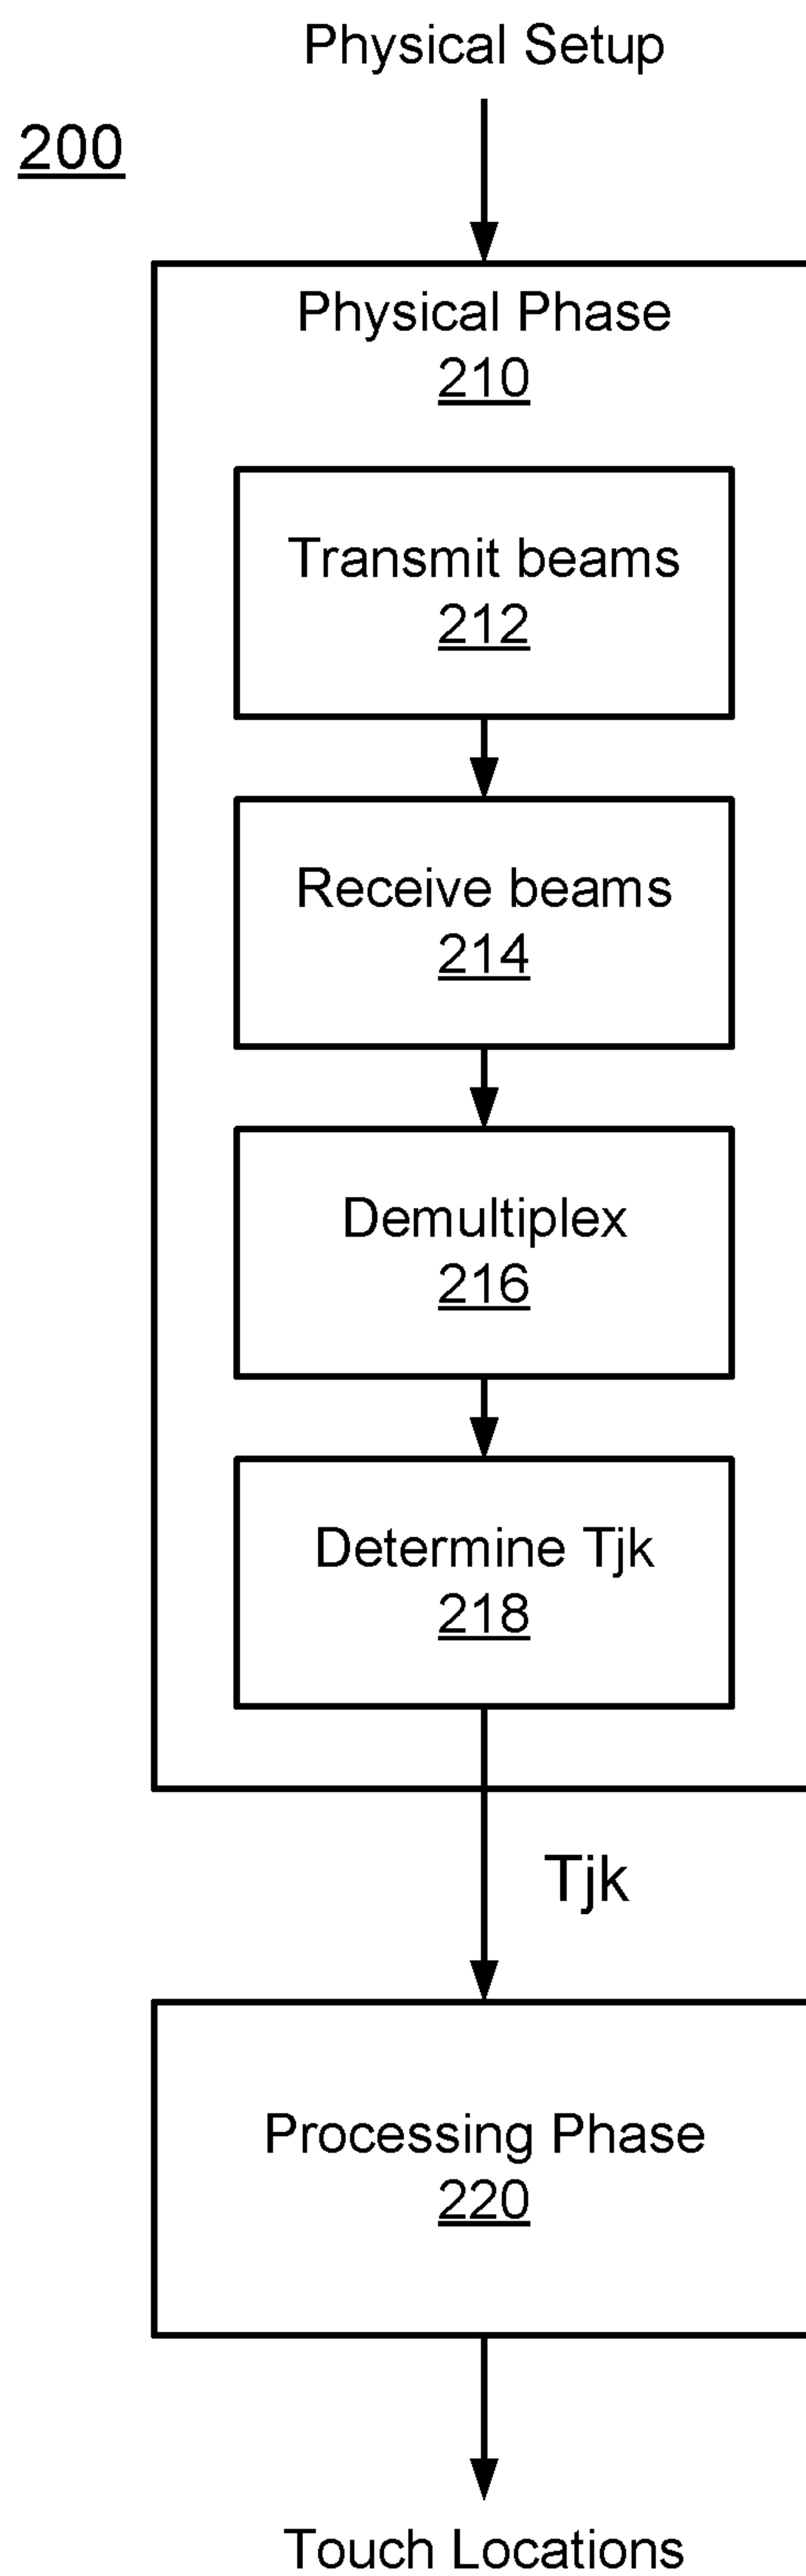 Physical Setup
200
Physical Phase
210
Transmit beams
212
Receive beams
214
Demultiplex
216
Determine Tjk
218
Tjk
Processing Phase
220
Touch Locations